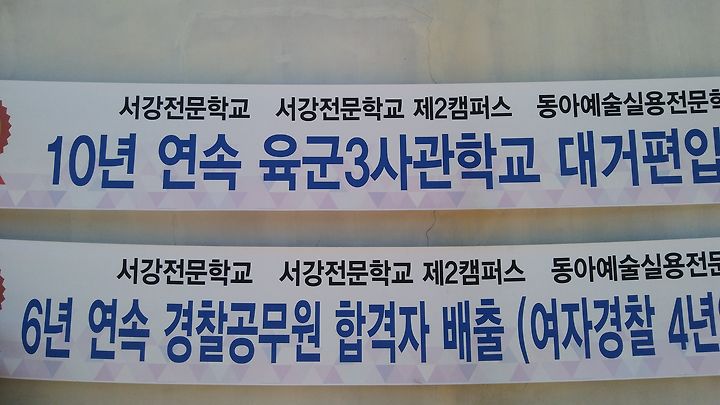 서강전문학교 서강전문학교 제2캠퍼스 동아예술실용전문학
10년 연속 육군3사관학교 대거편입
서강전문학교 서강전문학교 제2캠퍼스 동아예술실용전문
6년 연속 경찰공무원 합격자 배출 (여자경찰 4년